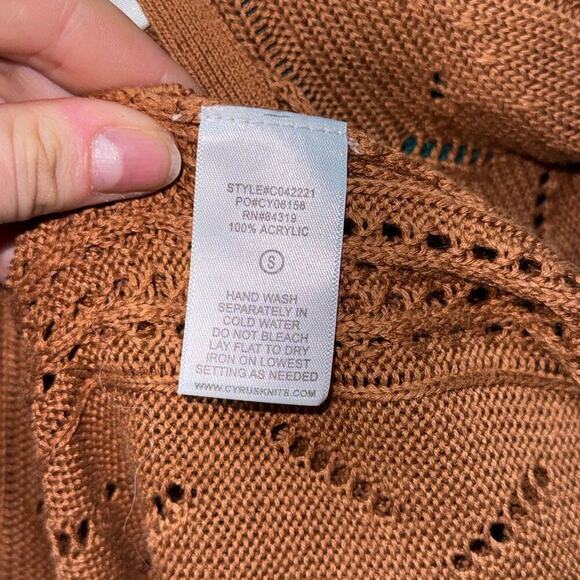 STYLE#C042221
PO#CY06156
RN#84319
100% ACRYLIC
S
HAND WASH
SEPARATELY IN
COLD WATER
DO NOT BLEACH
LAY FLAT TO DRY
IRON ON LOWEST
SETTING AS NEEDED
WWW.CYRUSKNITS.COM